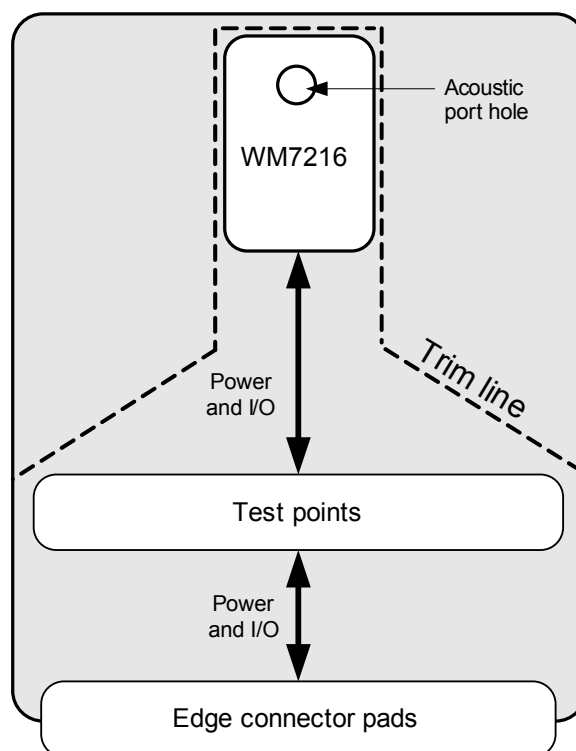 Acoustic
port hole
WM7216
Trim line
Power
and I/O
Test points
Power
and I/O
Edge connector pads